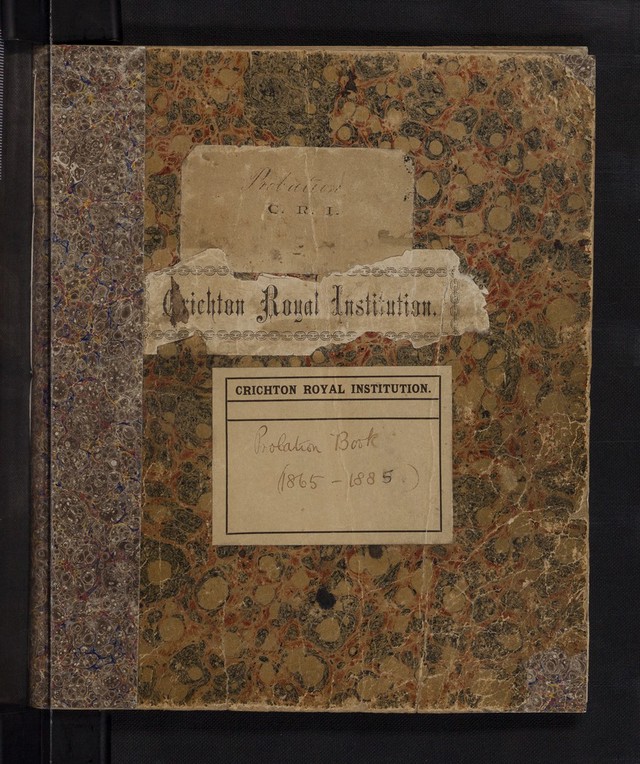 Probation
C. R. I.
Crichton Royal Institution.
CRICHTON ROYAL INSTITUTION.
Probation Book
(1865 – 1885.)